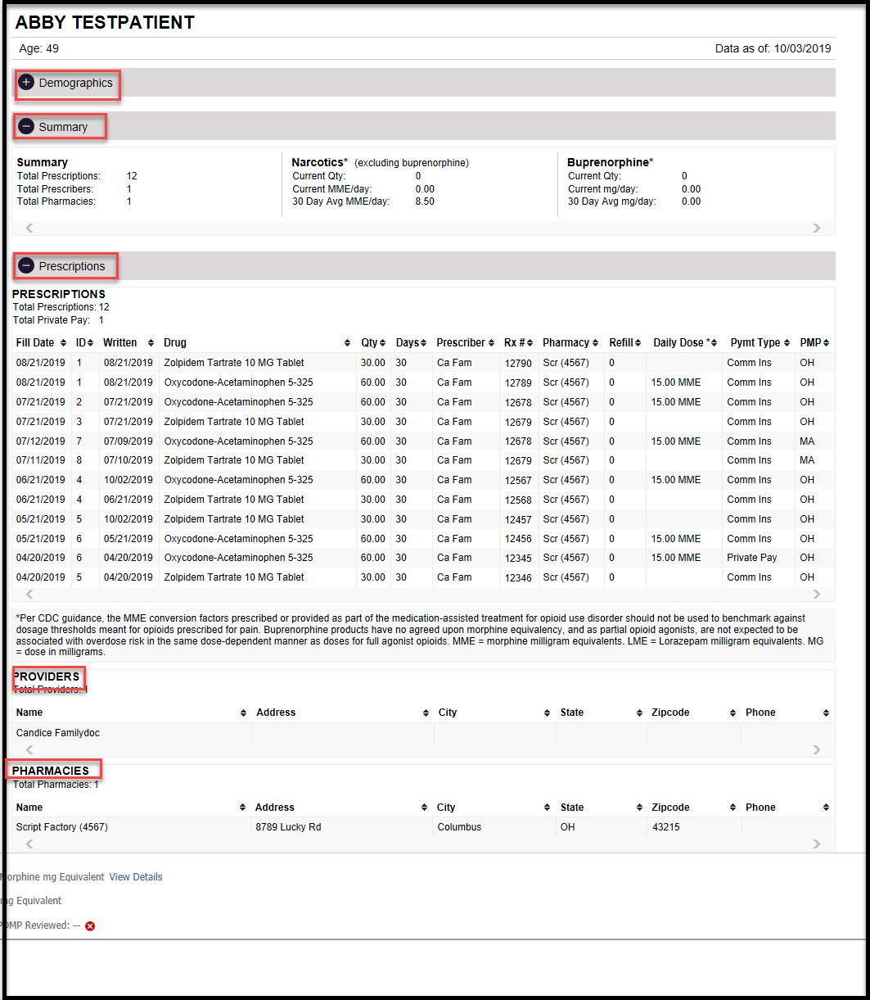 ABBY TESTPATIENT
Age: 49 Data as of: 10/03/2019
Demographics
Summary
Summary Narcotics* (excluding buprenorphine) Buprenorphine*
Total Prescriptions: 12 Current Qty: 0 Current Qty: 0
Total Prescribers: 1 Current MME/day: 0.00 Current mg/day: 0.00
Total Pharmacies: 1 30 Day Avg MME/day: 8.50 30 Day Avg mg/day: 0.00
Prescriptions
PRESCRIPTIONS
Total Prescriptions: 12
Total Private Pay: 1
Fill Date ID Written Drug Qty Days Prescriber Rx # Pharmacy Refill Daily Dose * Pymt Type PMP
08/21/2019 1 08/21/2019 Zolpidem Tartrate 10 MG Tablet 30.00 30 Ca Fam 12790 Scr (4567) 0 Comm Ins OH
08/21/2019 1 08/21/2019 Oxycodone-Acetaminophen 5-325 60.00 30 Ca Fam 12789 Scr (4567) 0 15.00 MME Comm Ins OH
07/21/2019 2 07/21/2019 Oxycodone-Acetaminophen 5-325 60.00 30 Ca Fam 12678 Scr (4567) 0 15.00 MME Comm Ins OH
07/21/2019 3 07/21/2019 Zolpidem Tartrate 10 MG Tablet 30.00 30 Ca Fam 12679 Scr (4567) 0 Comm Ins OH
07/12/2019 7 07/09/2019 Oxycodone-Acetaminophen 5-325 60.00 30 Ca Fam 12678 Scr (4567) 0 15.00 MME Comm Ins MA
07/11/2019 8 07/10/2019 Zolpidem Tartrate 10 MG Tablet 30.00 30 Ca Fam 12679 Scr (4567) 0 Comm Ins MA
06/21/2019 4 10/02/2019 Oxycodone-Acetaminophen 5-325 60.00 30 Ca Fam 12567 Scr (4567) 0 15.00 MME Comm Ins OH
06/21/2019 4 06/21/2019 Zolpidem Tartrate 10 MG Tablet 30.00 30 Ca Fam 12568 Scr (4567) 0 Comm Ins OH
05/21/2019 5 10/02/2019 Zolpidem Tartrate 10 MG Tablet 30.00 30 Ca Fam 12457 Scr (4567) 0 Comm Ins OH
05/21/2019 6 05/21/2019 Oxycodone-Acetaminophen 5-325 60.00 30 Ca Fam 12456 Scr (4567) 0 15.00 MME Comm Ins OH
04/20/2019 6 04/20/2019 Oxycodone-Acetaminophen 5-325 60.00 30 Ca Fam 12345 Scr (4567) 0 15.00 MME Private Pay OH
04/20/2019 5 04/20/2019 Zolpidem Tartrate 10 MG Tablet 30.00 30 Ca Fam 12346 Scr (4567) 0 Comm Ins OH
*Per CDC guidance, the MME conversion factors prescribed or provided as part of the medication-assisted treatment for opioid use disorder should not be used to benchmark against
dosage thresholds meant for opioids prescribed for pain. Buprenorphine products have no agreed upon morphine equivalency, and as partial opioid agonists, are not expected to be
associated with overdose risk in the same dose-dependent manner as doses for full agonist opioids. MME = morphine milligram equivalents. LME = Lorazepam milligram equivalents. MG
= dose in milligrams.
PROVIDERS
Total Providers: 1
Name Address City State Zipcode Phone
Candice Familydoc
PHARMACIES
Total Pharmacies: 1
Name Address City State Zipcode Phone
Script Factory (4567) 8789 Lucky Rd Columbus OH 43215
Morphine mg Equivalent View Details
mg Equivalent
PDMP Reviewed: --